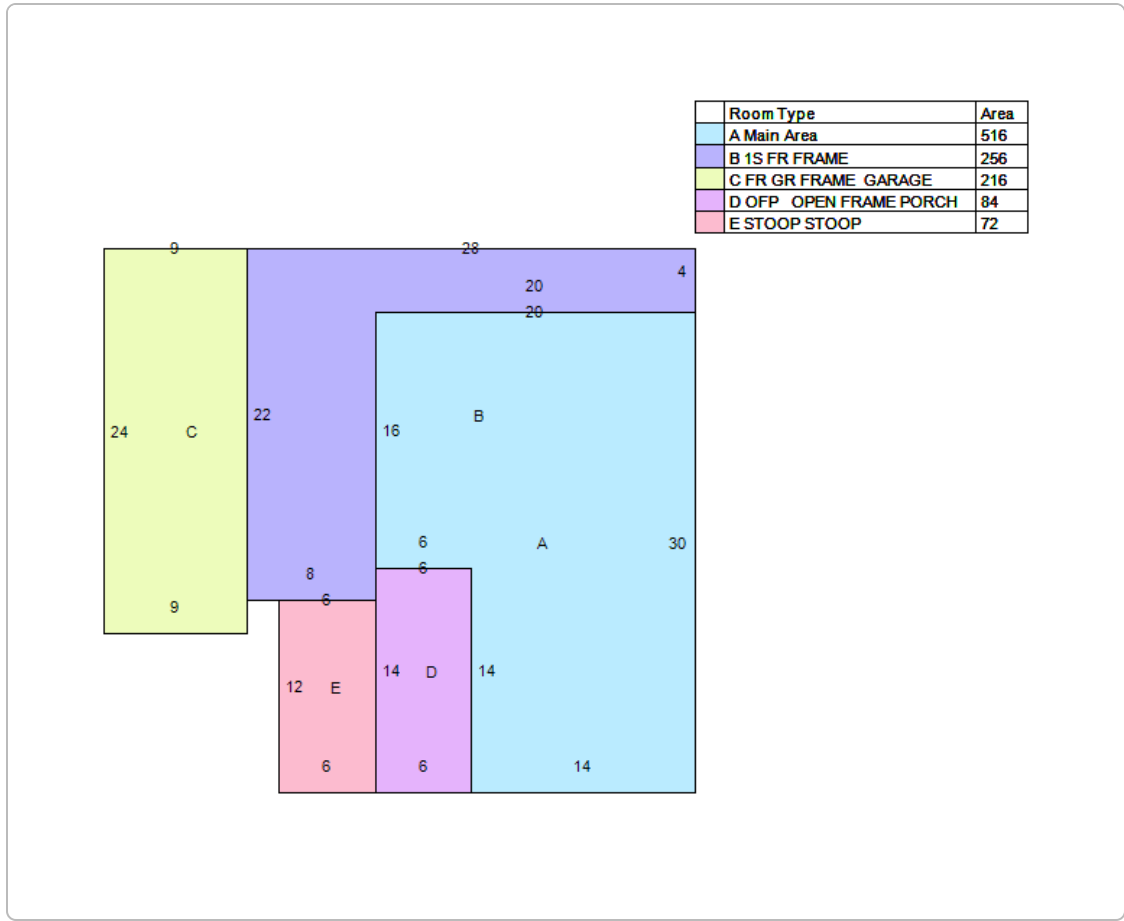 Room Type Area
A Main Area 516
B 1S FR FRAME 256
C FR GR FRAME GARAGE 216
D OFP OPEN FRAME PORCH 84
E STOOP STOOP 72
9 28
4
20
20
22 B
16
24 C
6 A 30
6
8
6
9
14 D 14
12 E
6 6 14